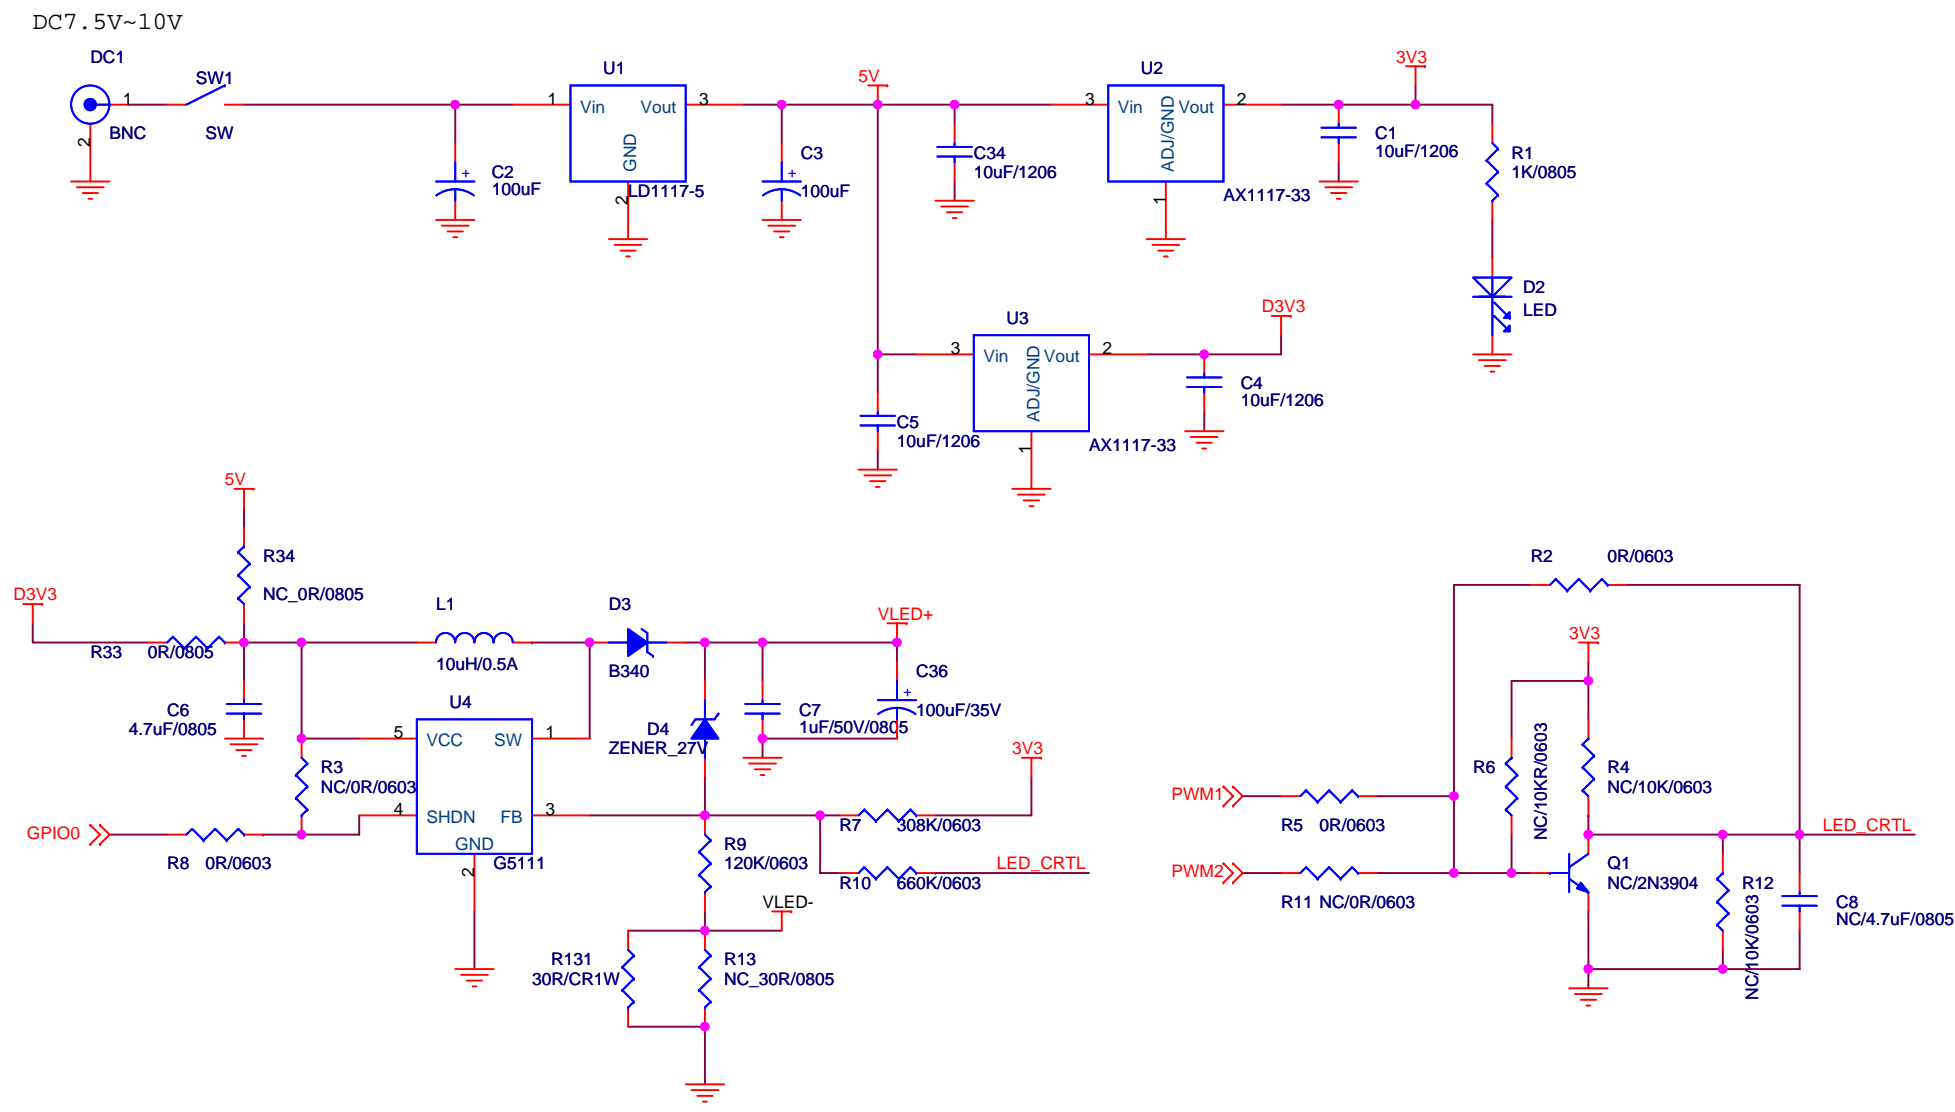 DC7.5V~10V
DC1
1
2
BNC
SW1
SW
C2
100uF
+
U1
1
Vin
Vout
3
GND
2
LD1117-5
C3
100uF
+
5V
C34
10uF/1206
U2
3
Vin
Vout
2
ADJ/GND
1
AX1117-33
3V3
C1
10uF/1206
R1
1K/0805
D2
LED
U3
3
Vin
Vout
2
ADJ/GND
1
AX1117-33
D3V3
C4
10uF/1206
C5
10uF/1206
5V
R34
NC_0R/0805
D3V3
R33
0R/0805
C6
4.7uF/0805
L1
10uH/0.5A
D3
B340
VLED+
C36
100uF/35V
+
C7
1uF/50V/0805
D4
ZENER_27V
U4
5
VCC
SW
1
4
SHDN
FB
3
GND
2
G5111
R3
NC/0R/0603
GPIO0
R8
0R/0603
3V3
R7
308K/0603
R10
660K/0603
LED_CRTL
R9
120K/0603
VLED-
R131
30R/CR1W
R13
NC_30R/0805
R2
0R/0603
3V3
R6
NC/10KR/0603
R4
NC/10K/0603
PWM1
R5
0R/0603
PWM2
R11
NC/0R/0603
Q1
NC/2N3904
R12
NC/10K/0603
C8
NC/4.7uF/0805
LED_CRTL